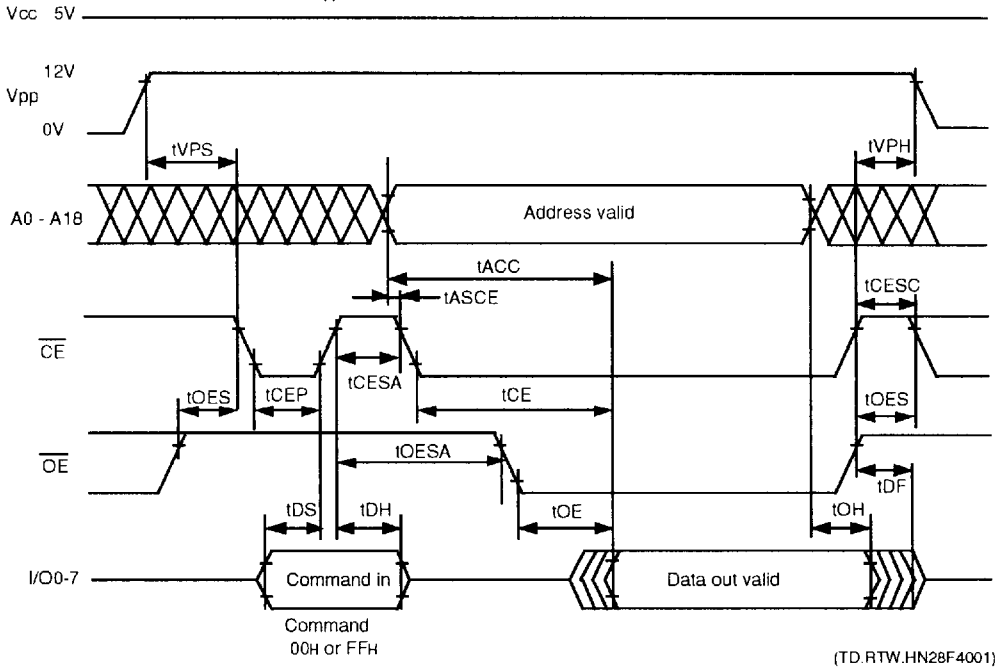 Vcc 5V
12V
Vpp
0V
tVPS
tVPH
A0 - A18
Address valid
tACC
tASCE
tCESC
CE
tCESA
tOES
tCEP
tCE
tOES
OE
tOESA
tDF
tDS
tDH
tOE
tOH
I/O0-7
Command in
Data out valid
Command
00H or FFH
(TD.RTW.HN28F4001)